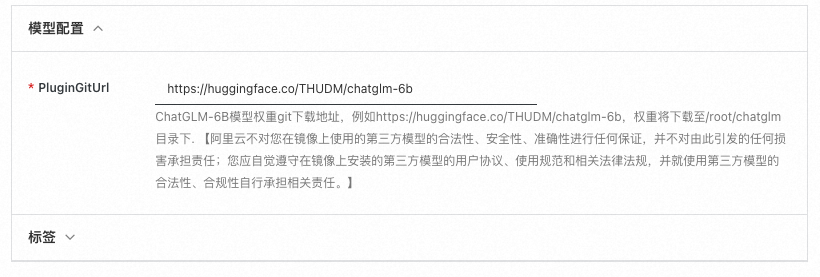 模型配置
* PluginGitUrl
https://huggingface.co/THUDM/chatglm-6b
ChatGLM-6B模型权重git下载地址，例如https://huggingface.co/THUDM/chatglm-6b，权重将下载至/root/chatglm
目录下.【阿里云不对您在镜像上使用的第三方模型的合法性、安全性、准确性进行任何保证，并不对由此引发的任何损
害承担责任；您应自觉遵守在镜像上安装的第三方模型的用户协议、使用规范和相关法律法规，并就使用第三方模型的
合法性、合规性自行承担相关责任。】
标签